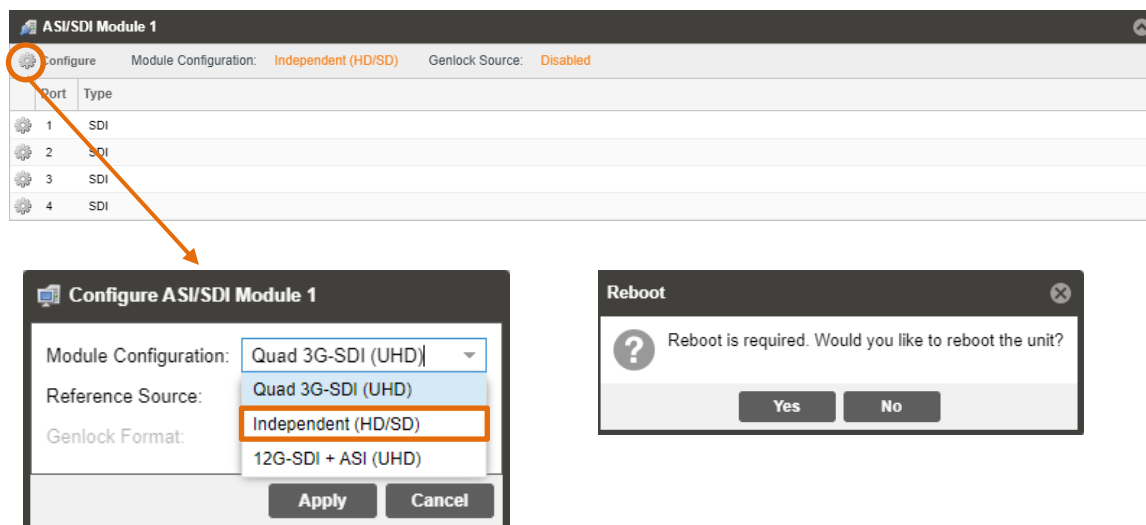 ASI/SDI Module 1
Configure Module Configuration: Independent (HD/SD) Genlock Source: Disabled
Port Type
1 SDI
2 SDI
3 SDI
4 SDI
Configure ASI/SDI Module 1
Module Configuration: Quad 3G-SDI (UHD)
Reference Source: Quad 3G-SDI (UHD)
Independent (HD/SD)
Genlock Format:
12G-SDI + ASI (UHD)
Apply Cancel
Reboot
Reboot is required. Would you like to reboot the unit?
Yes No